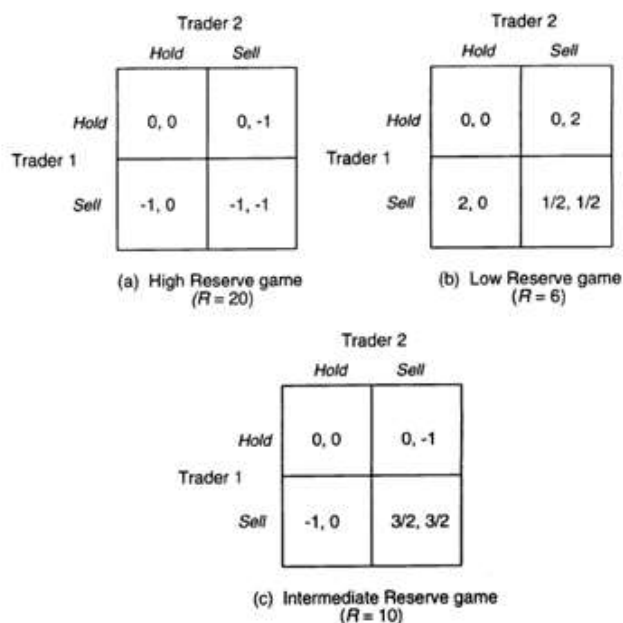 Trader 2
Hold Sell
Hold 0, 0 0, -1
Trader 1
Sell -1, 0 -1, -1
(a) High Reserve game
(R = 20)
Trader 2
Hold Sell
Hold 0, 0 0, 2
Trader 1
Sell 2, 0 1/2, 1/2
(b) Low Reserve game
(R = 6)
Trader 2
Hold Sell
Hold 0, 0 0, -1
Trader 1
Sell -1, 0 3/2, 3/2
(c) Intermediate Reserve game
(R = 10)